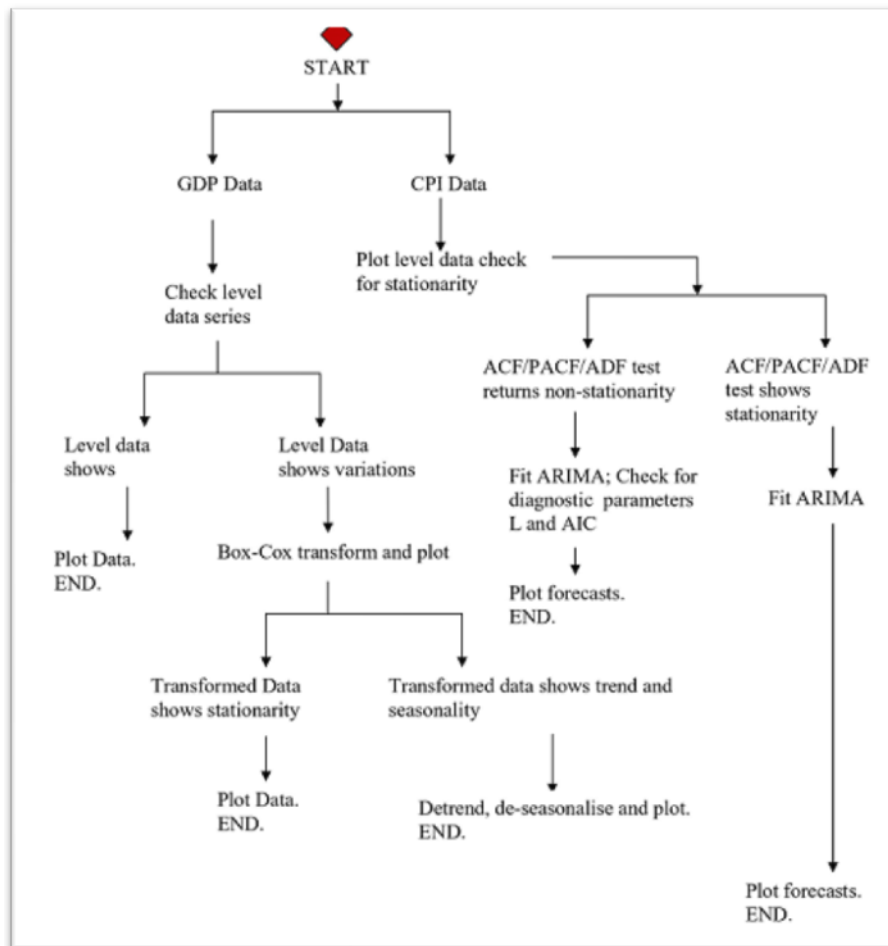 START
GDP Data
CPI Data
Plot level data check
for stationarity
Check level
data series
ACF/PACF/ADF test
returns non-stationarity
ACF/PACF/ADF
test shows
stationarity
Level data
shows
Level Data
shows variations
Fit ARIMA; Check for
diagnostic parameters
L and AIC
Fit ARIMA
Plot Data.
END.
Box-Cox transform and plot
Plot forecasts.
END.
Transformed Data
shows stationarity
Transformed data shows trend and
seasonality
Plot Data.
END.
Detrend, de-seasonalise and plot.
END.
Plot forecasts.
END.